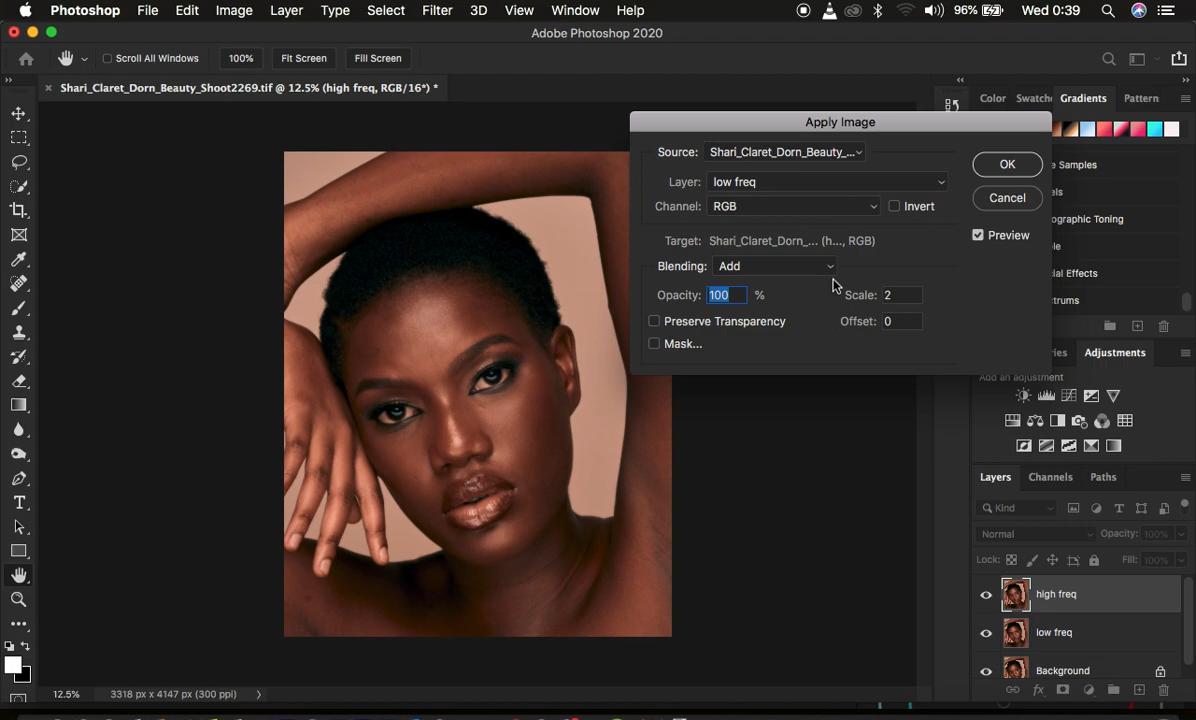 Photoshop File Edit Image Layer Type Select Filter 3D View Window Help 96% Wed 0:39
Adobe Photoshop 2020
Scroll All Windows 100% Fit Screen Fill Screen
Shari_Claret_Dorn_Beauty_Shoot2269.tif @ 12.5% (high freq, RGB/16*) *
Color Swatche Gradients Pattern
Apply Image
Source: Shari_Claret_Dorn_Beauty_...
OK
e Samples
Layer: low freq
els
Channel: RGB Invert
Cancel
ographic Toning
Target: Shari_Claret_Dorn_... (h..., RGB)
Preview
le
Blending: Add
al Effects
Opacity: 100 % Scale: 2
ctrums
Preserve Transparency Offset: 0
Mask...
ries Adjustments
Add an adjustment
Layers Channels Paths
Kind
Normal Opacity: 100%
Lock: Fill: 100%
high freq
low freq
Background
12.5% 3318 px x 4147 px (300 ppi)